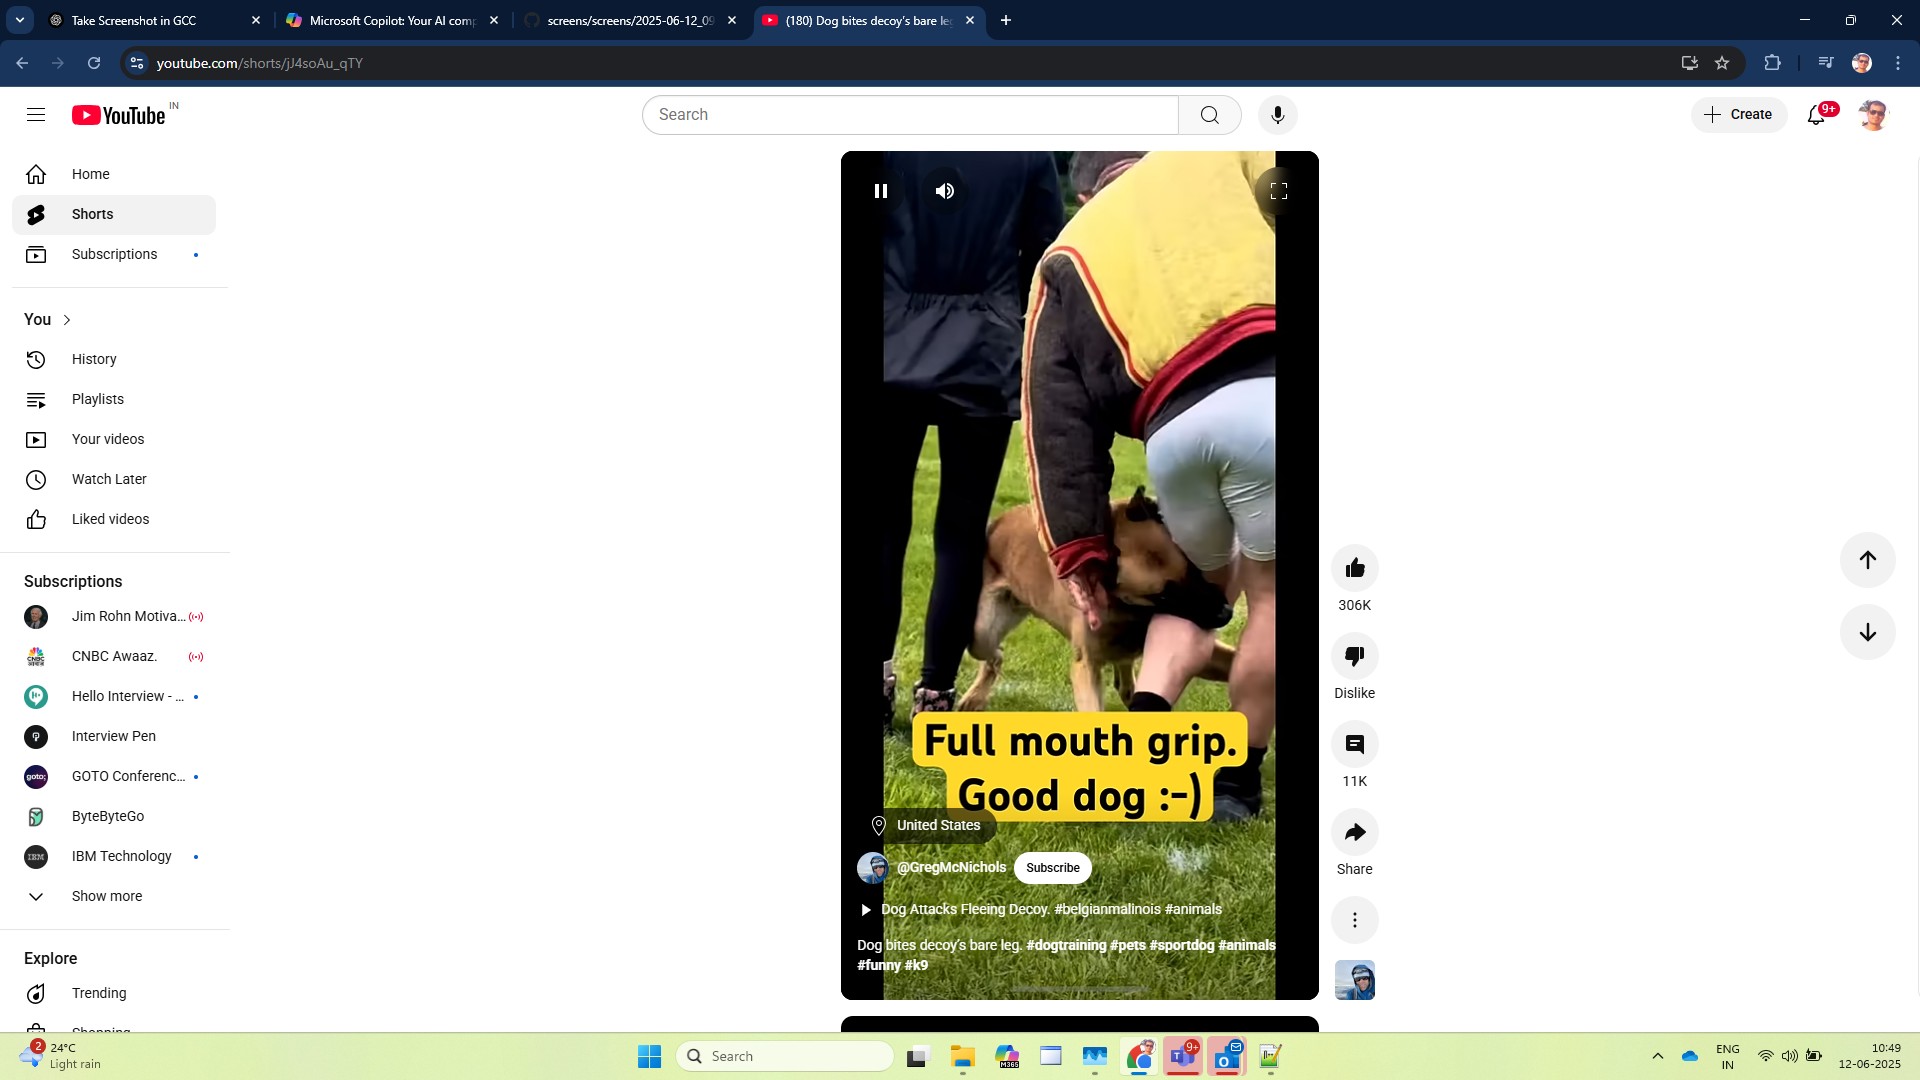 Take Screenshot in GCC
Microsoft Copilot: Your AI comp
screens/screens/2025-06-12_09
(180) Dog bites decoy's bare le
youtube.com/shorts/jJ4soAu_qTY
YouTube IN
Search
Create
9+
Home
Shorts
Subscriptions
You
History
Playlists
Your videos
Watch Later
Liked videos
Subscriptions
Jim Rohn Motiva...
CNBC Awaaz.
Hello Interview - ...
Interview Pen
GOTO Conferenc...
ByteByteGo
IBM Technology
Show more
Explore
Trending
Shopping
Full mouth grip.
Good dog :-)
United States
@GregMcNichols Subscribe
Dog Attacks Fleeing Decoy. #belgianmalinois #animals
Dog bites decoy's bare leg. #dogtraining #pets #sportdog #animals
#funny #k9
306K
Dislike
11K
Share
2
24°C
Light rain
Search
M365
9+
ENG
IN
10:49
12-06-2025